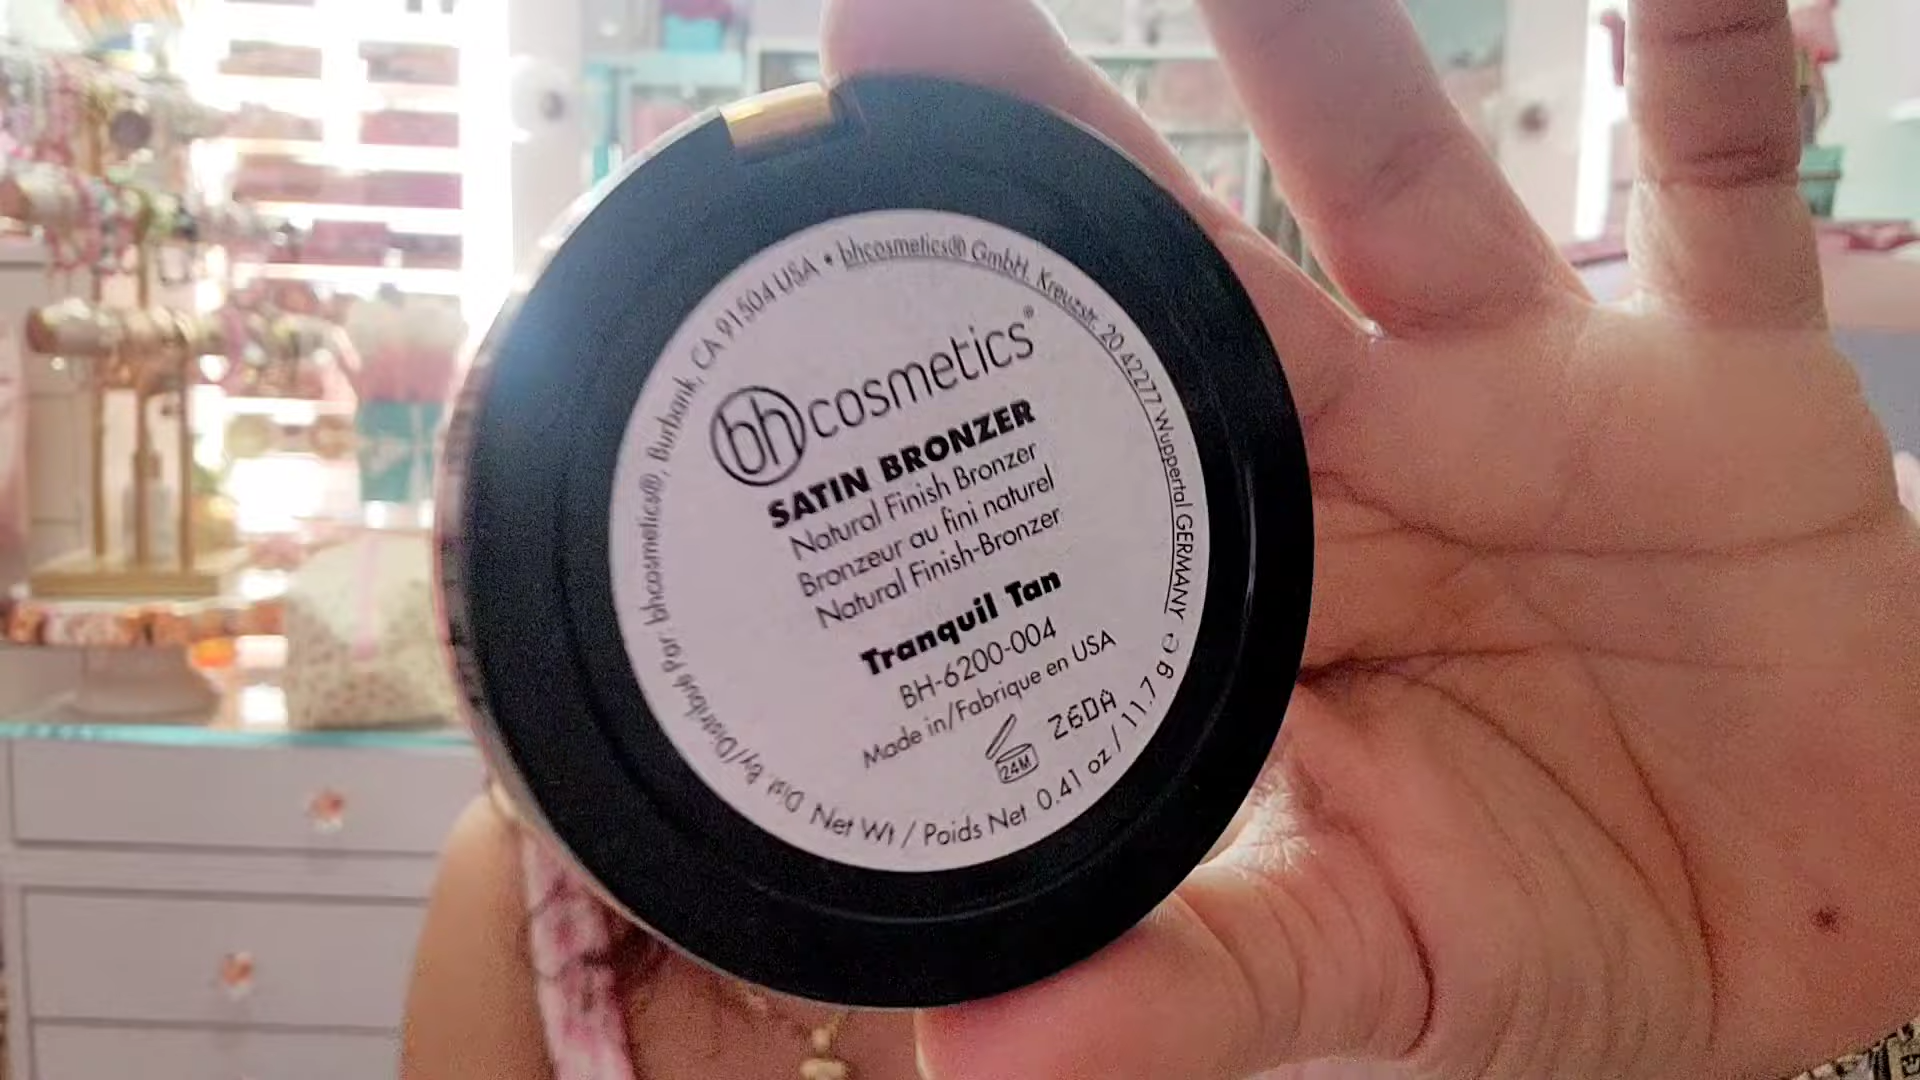 bhcosmetics®
SATIN BRONZER
Natural Finish Bronzer
Bronzeur au fini naturel
Natural Finish-Bronzer
Tranquil Tan
BH-6200-004
Made in/Fabrique en USA
24M
Z6DA
Dist. By/Distribué Par: bhcosmetics®, Burbank, CA 91504 USA • bhcosmetics® GmbH. Kreuzstr. 20 42277 Wuppertal GERMANY ℮
Net Wt / Poids Net 0.41 oz / 11.7 g